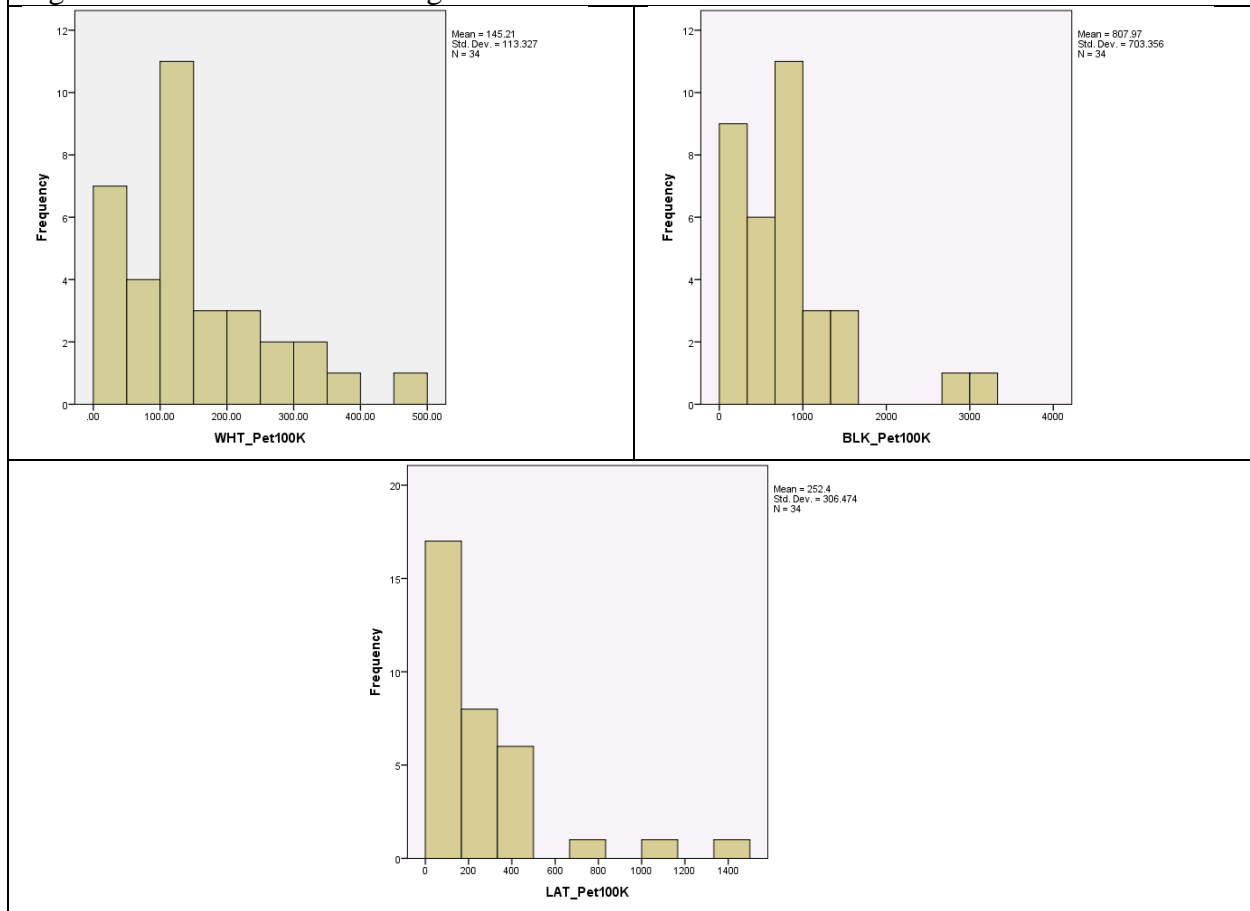 Mean = 145.21
Std. Dev. = 113.327
N = 34
12
10
8
6
4
2
0
Frequency
.00 100.00 200.00 300.00 400.00 500.00
WHT_Pet100K
Mean = 807.97
Std. Dev. = 703.356
N = 34
12
10
8
6
4
2
0
Frequency
0 1000 2000 3000 4000
BLK_Pet100K
Mean = 252.4
Std. Dev. = 306.474
N = 34
20
15
10
5
0
Frequency
0 200 400 600 800 1000 1200 1400
LAT_Pet100K